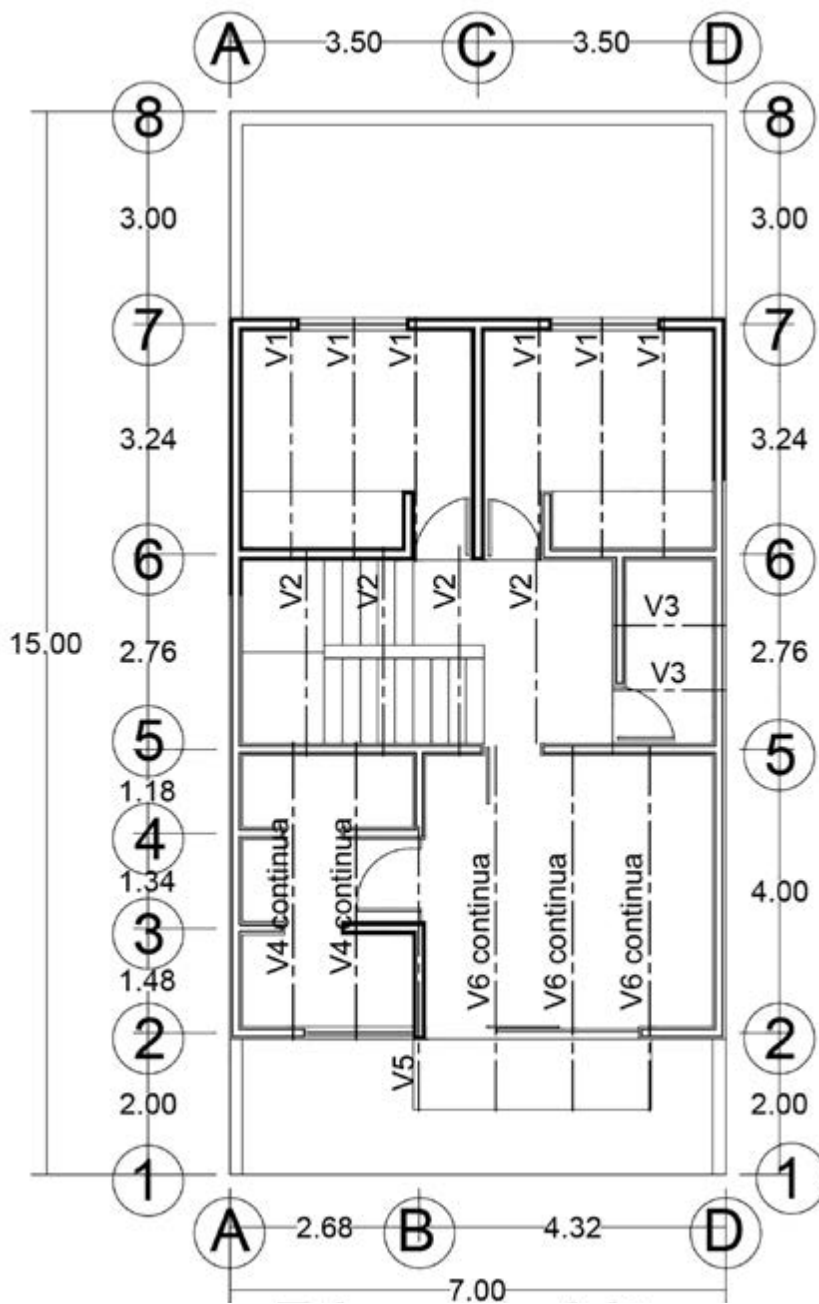 A 3.50 C 3.50 D
8 8
3.00 3.00
7 7
V1 V1 V1 V1 V1 V1
3.24 3.24
6 6
V2 V2 V2 V2 V3
15.00 2.76 2.76
V3
5 5
1.18
4
V4 continua V4 continua V6 continua V6 continua V6 continua
1.34 4.00
3
1.48
2 2
V5
2.00 2.00
1 1
A 2.68 B 4.32 D
7.00